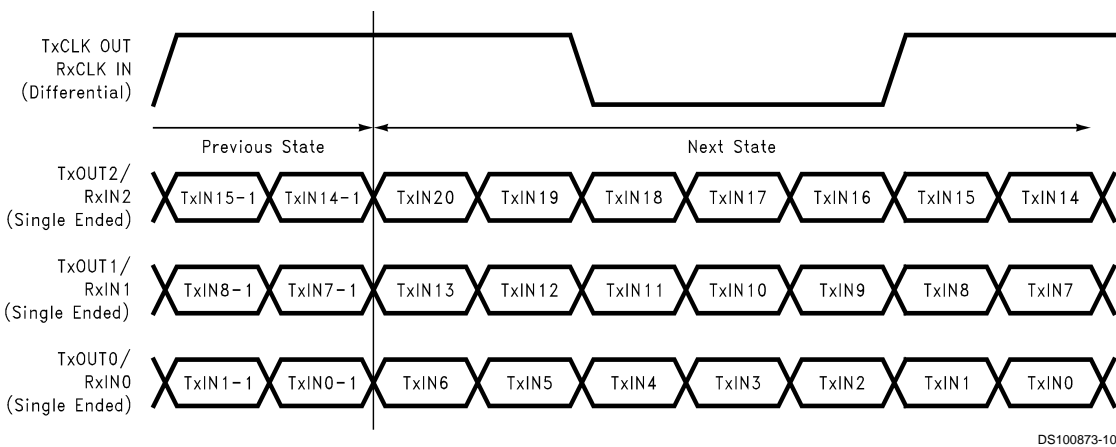 TxCLK OUT
RxCLK IN
(Differential)
Previous State
Next State
TxOUT2/
RxIN2
(Single Ended)
TxIN15-1 TxIN14-1 TxIN20 TxIN19 TxIN18 TxIN17 TxIN16 TxIN15 TxIN14
TxOUT1/
RxIN1
(Single Ended)
TxIN8-1 TxIN7-1 TxIN13 TxIN12 TxIN11 TxIN10 TxIN9 TxIN8 TxIN7
TxOUT0/
RxIN0
(Single Ended)
TxIN1-1 TxIN0-1 TxIN6 TxIN5 TxIN4 TxIN3 TxIN2 TxIN1 TxIN0
DS100873-10